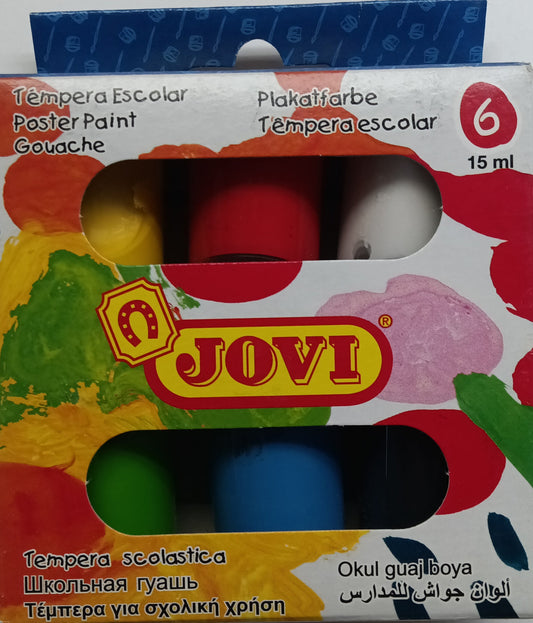 Témpera Escolar
Poster Paint
Gouache
Plakatfarbe
Têmpera escolar
6
15 ml
JOVI
®
Tempera scolastica
Школьная гуашь
Τέμπερα για σχολική χρήση
Okul guaj boya
ألوان جواش للمدارس